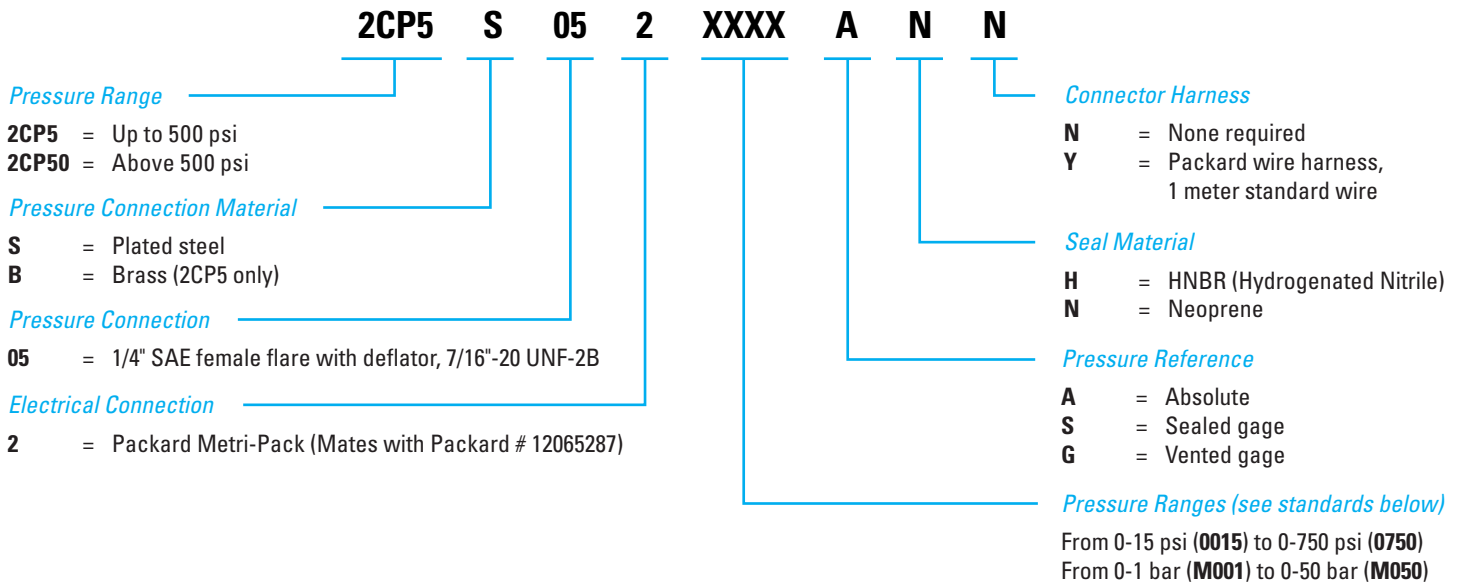 2CP5 S 05 2 XXXX A N N
Pressure Range
2CP5 = Up to 500 psi
2CP50 = Above 500 psi
Pressure Connection Material
S = Plated steel
B = Brass (2CP5 only)
Pressure Connection
05 = 1/4" SAE female flare with deflator, 7/16"-20 UNF-2B
Electrical Connection
2 = Packard Metri-Pack (Mates with Packard # 12065287)
Connector Harness
N = None required
Y = Packard wire harness,
1 meter standard wire
Seal Material
H = HNBR (Hydrogenated Nitrile)
N = Neoprene
Pressure Reference
A = Absolute
S = Sealed gage
G = Vented gage
Pressure Ranges (see standards below)
From 0-15 psi (0015) to 0-750 psi (0750)
From 0-1 bar (M001) to 0-50 bar (M050)